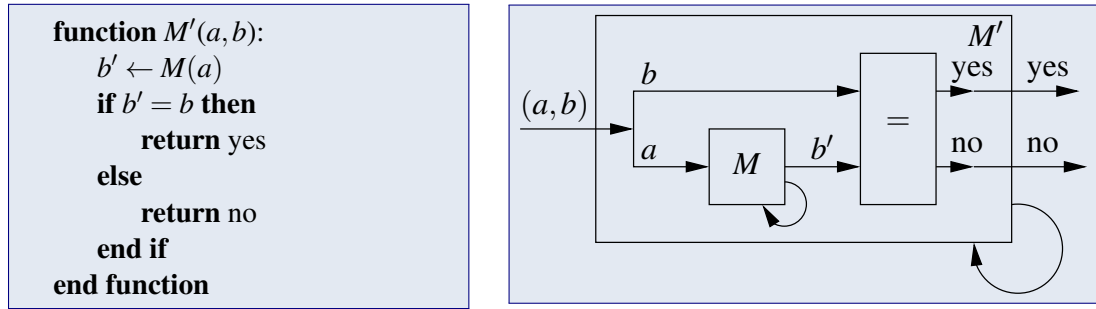 function M′(a,b):
b′ ← M(a)
if b′ = b then
return yes
else
return no
end if
end function
M′
b
yes
yes
(a,b)
=
a
M
b′
no
no